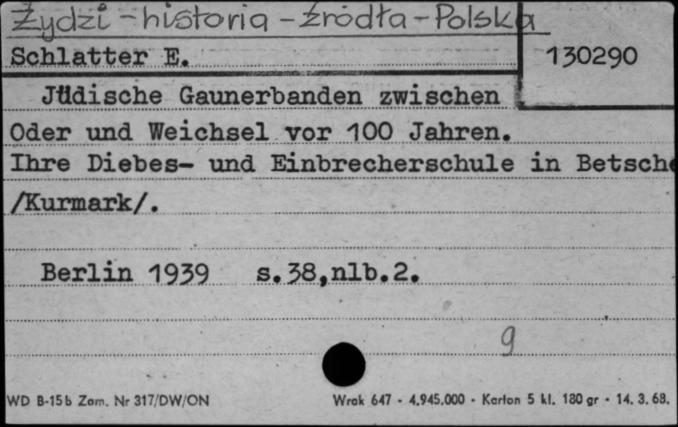 Żydzi - historia - źródła - Polska
Schlatter E.
130290
Jüdische Gaunerbanden zwischen
Oder und Weichsel vor 100 Jahren.
Ihre Diebes- und Einbrecherschule in Betsche
/Kurmark/.
Berlin 1939 s.38,nlb.2.
9
WD B-15b Zam. Nr 317/DW/ON
Wrak 647 - 4.945.000 - Karton 5 kl. 180 gr - 14. 3. 68.